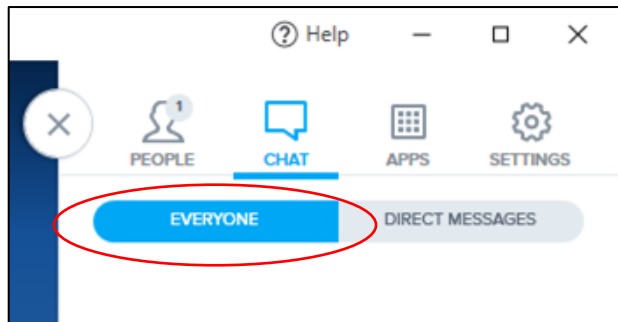 ? Help
1
PEOPLE CHAT APPS SETTINGS
EVERYONE DIRECT MESSAGES